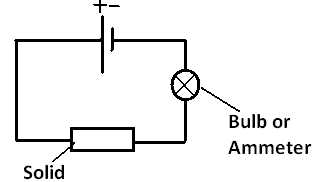 +-
Bulb or
Ammeter
Solid